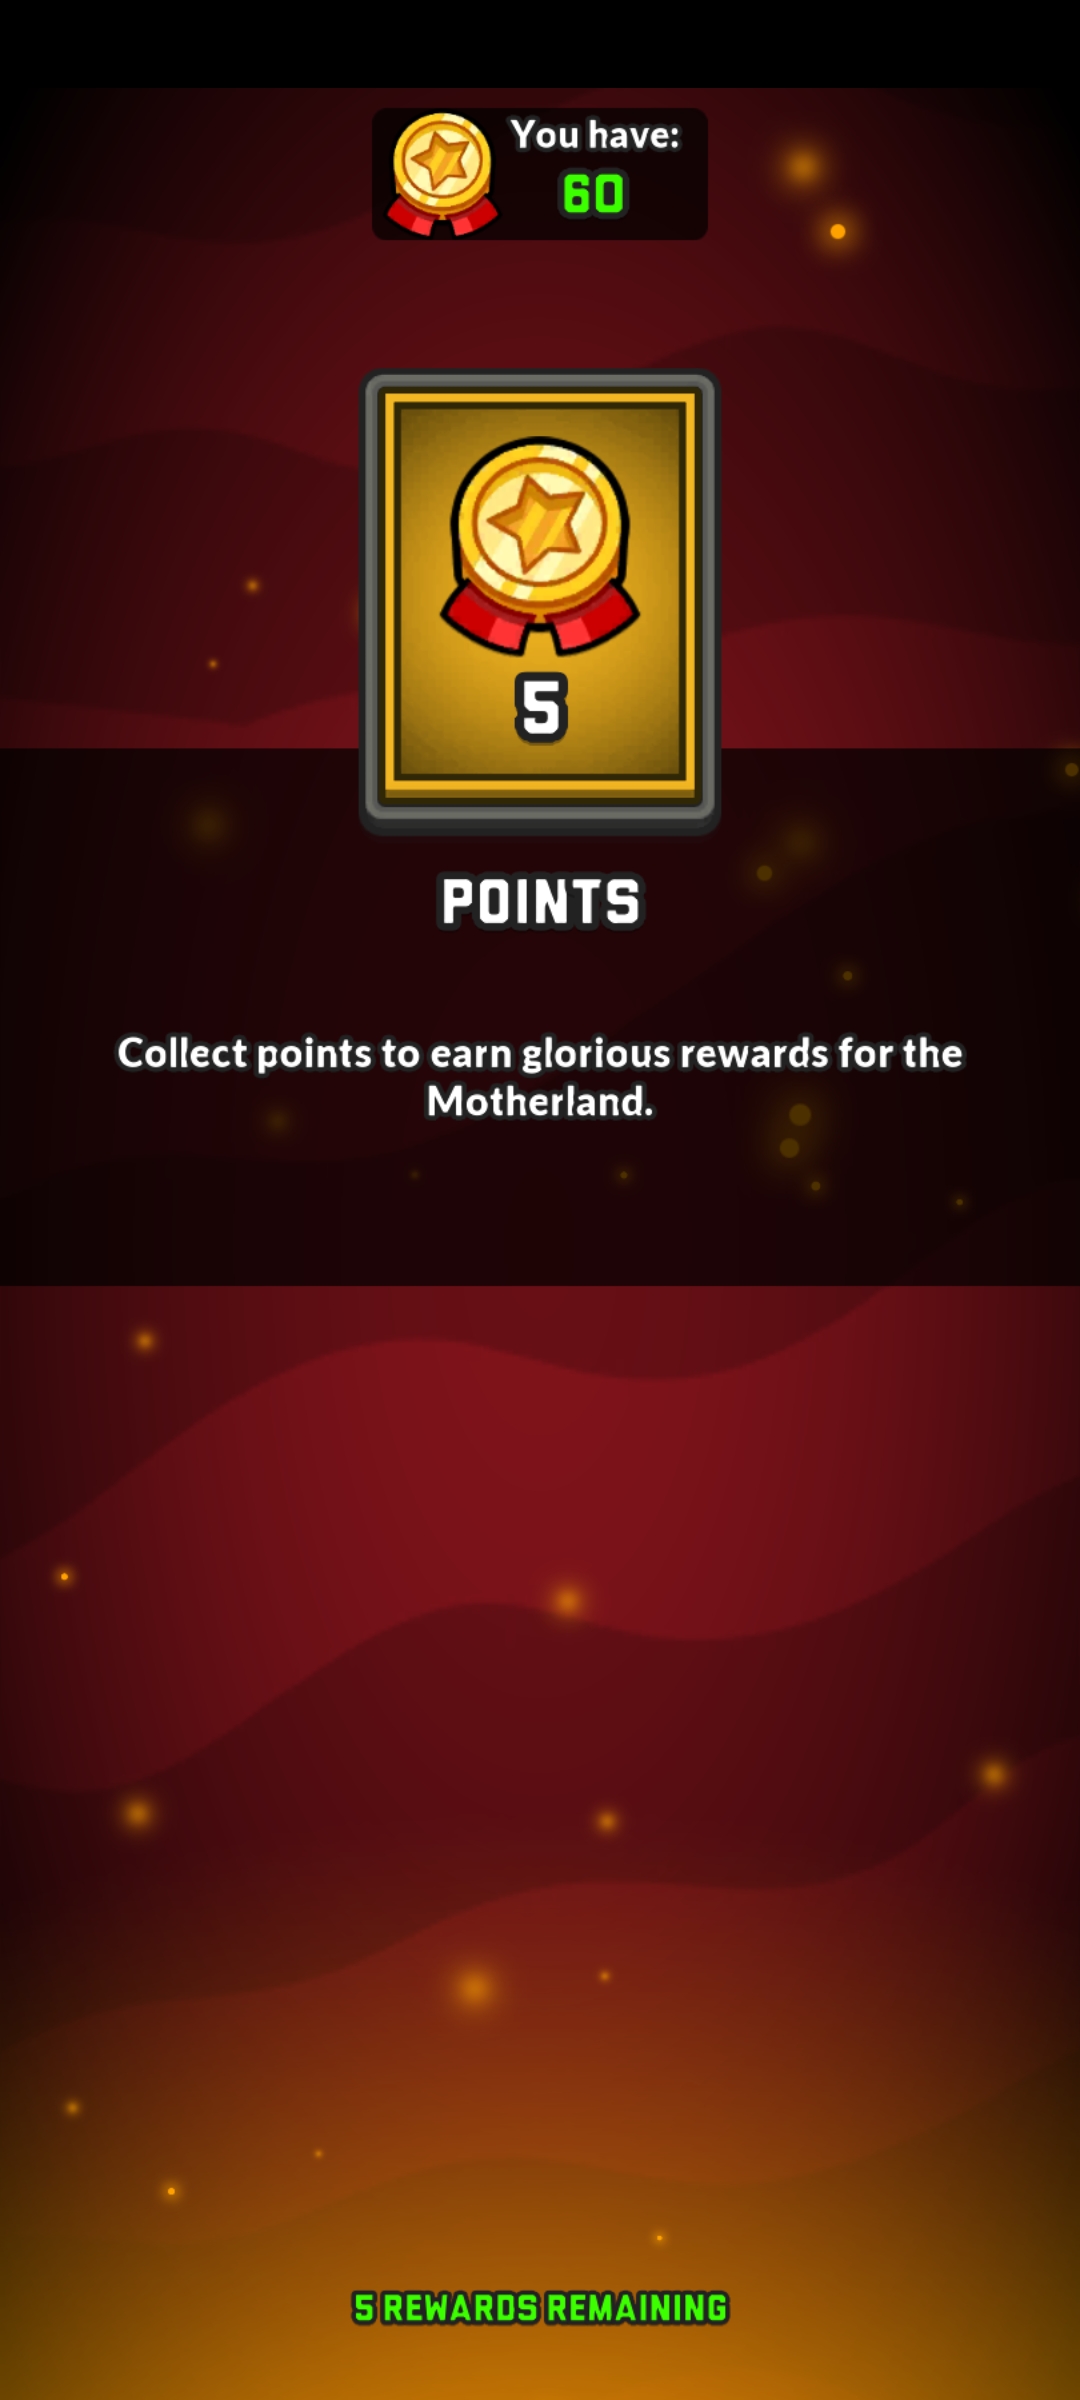 You have:
60
5
POINTS
Collect points to earn glorious rewards for the
Motherland.
5 REWARDS REMAINING